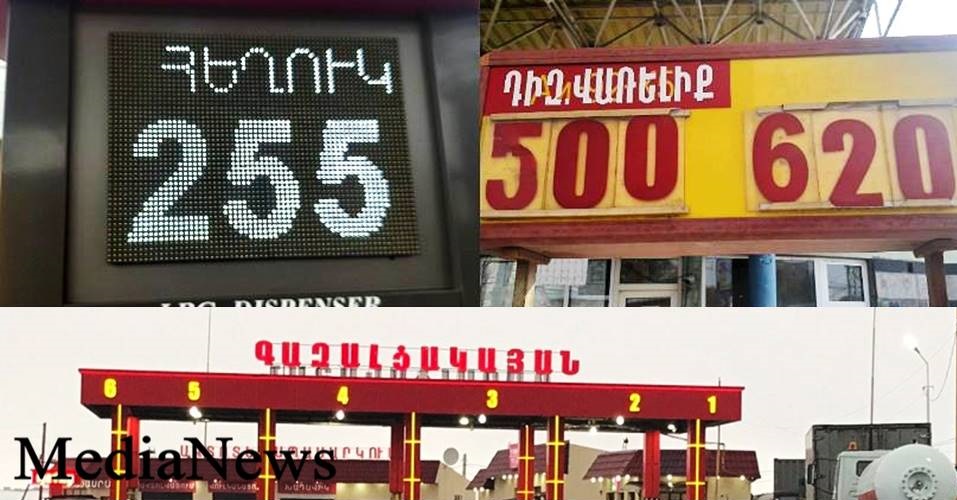 ՀԵՂՈՒԿ
255
LPG DISPENSER
ԴԻԶՎԱՌԵԼԻՔ
500 620
ԳԱԶԱԼՑԱԿԱՅԱՆ
6 5 4 3 2 1
MediaNews